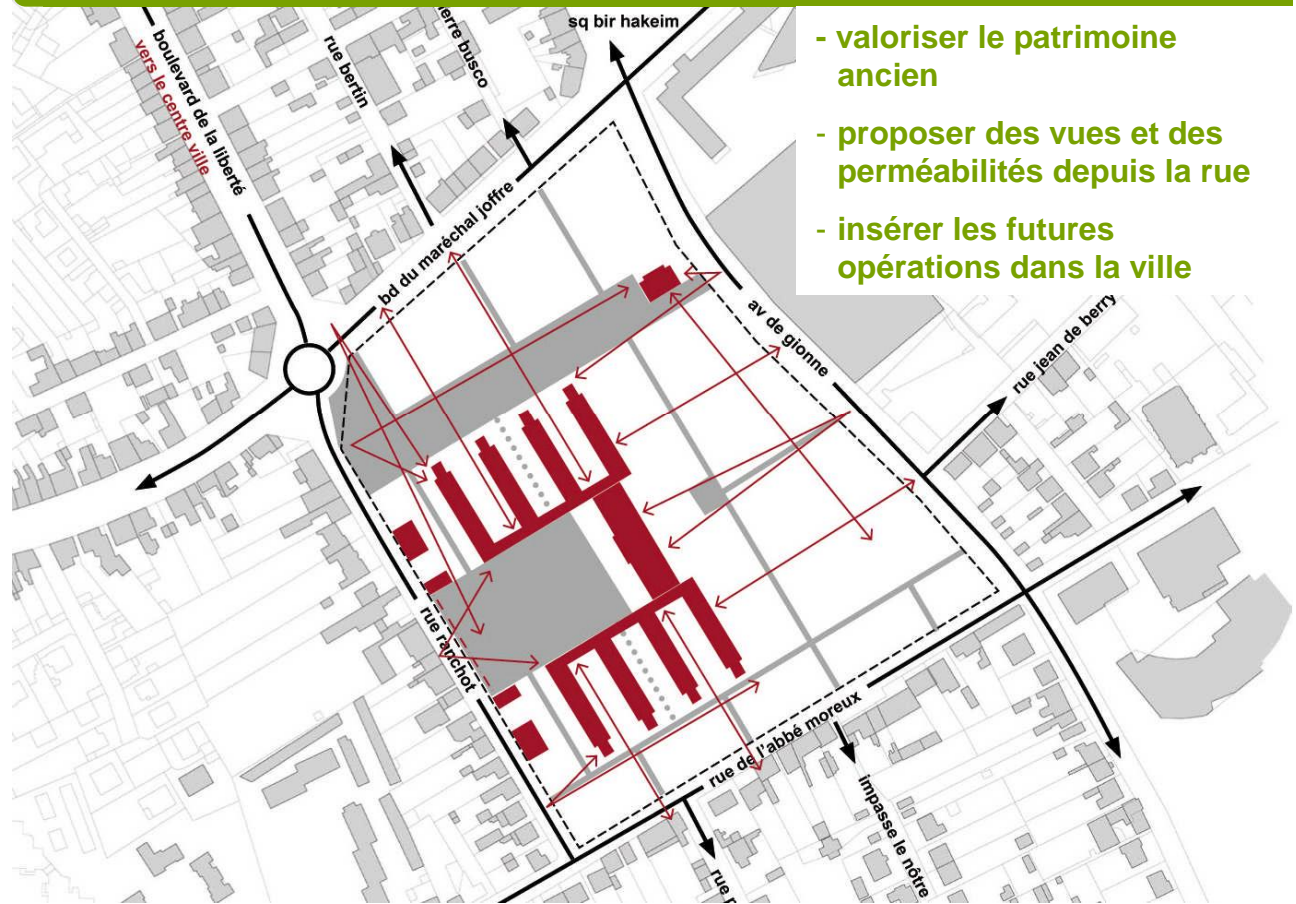 - valoriser le patrimoine
ancien
- proposer des vues et des
perméabilités depuis la rue
- insérer les futures
opérations dans la ville
sq bir hakeim
boulevard de la liberté
vers le centre ville
rue bertin
busco
bd du maréchal joffre
av de gionne
rue jean de berry
rue ranchot
rue de l'abbé moreux
impasse le nôtre
rue